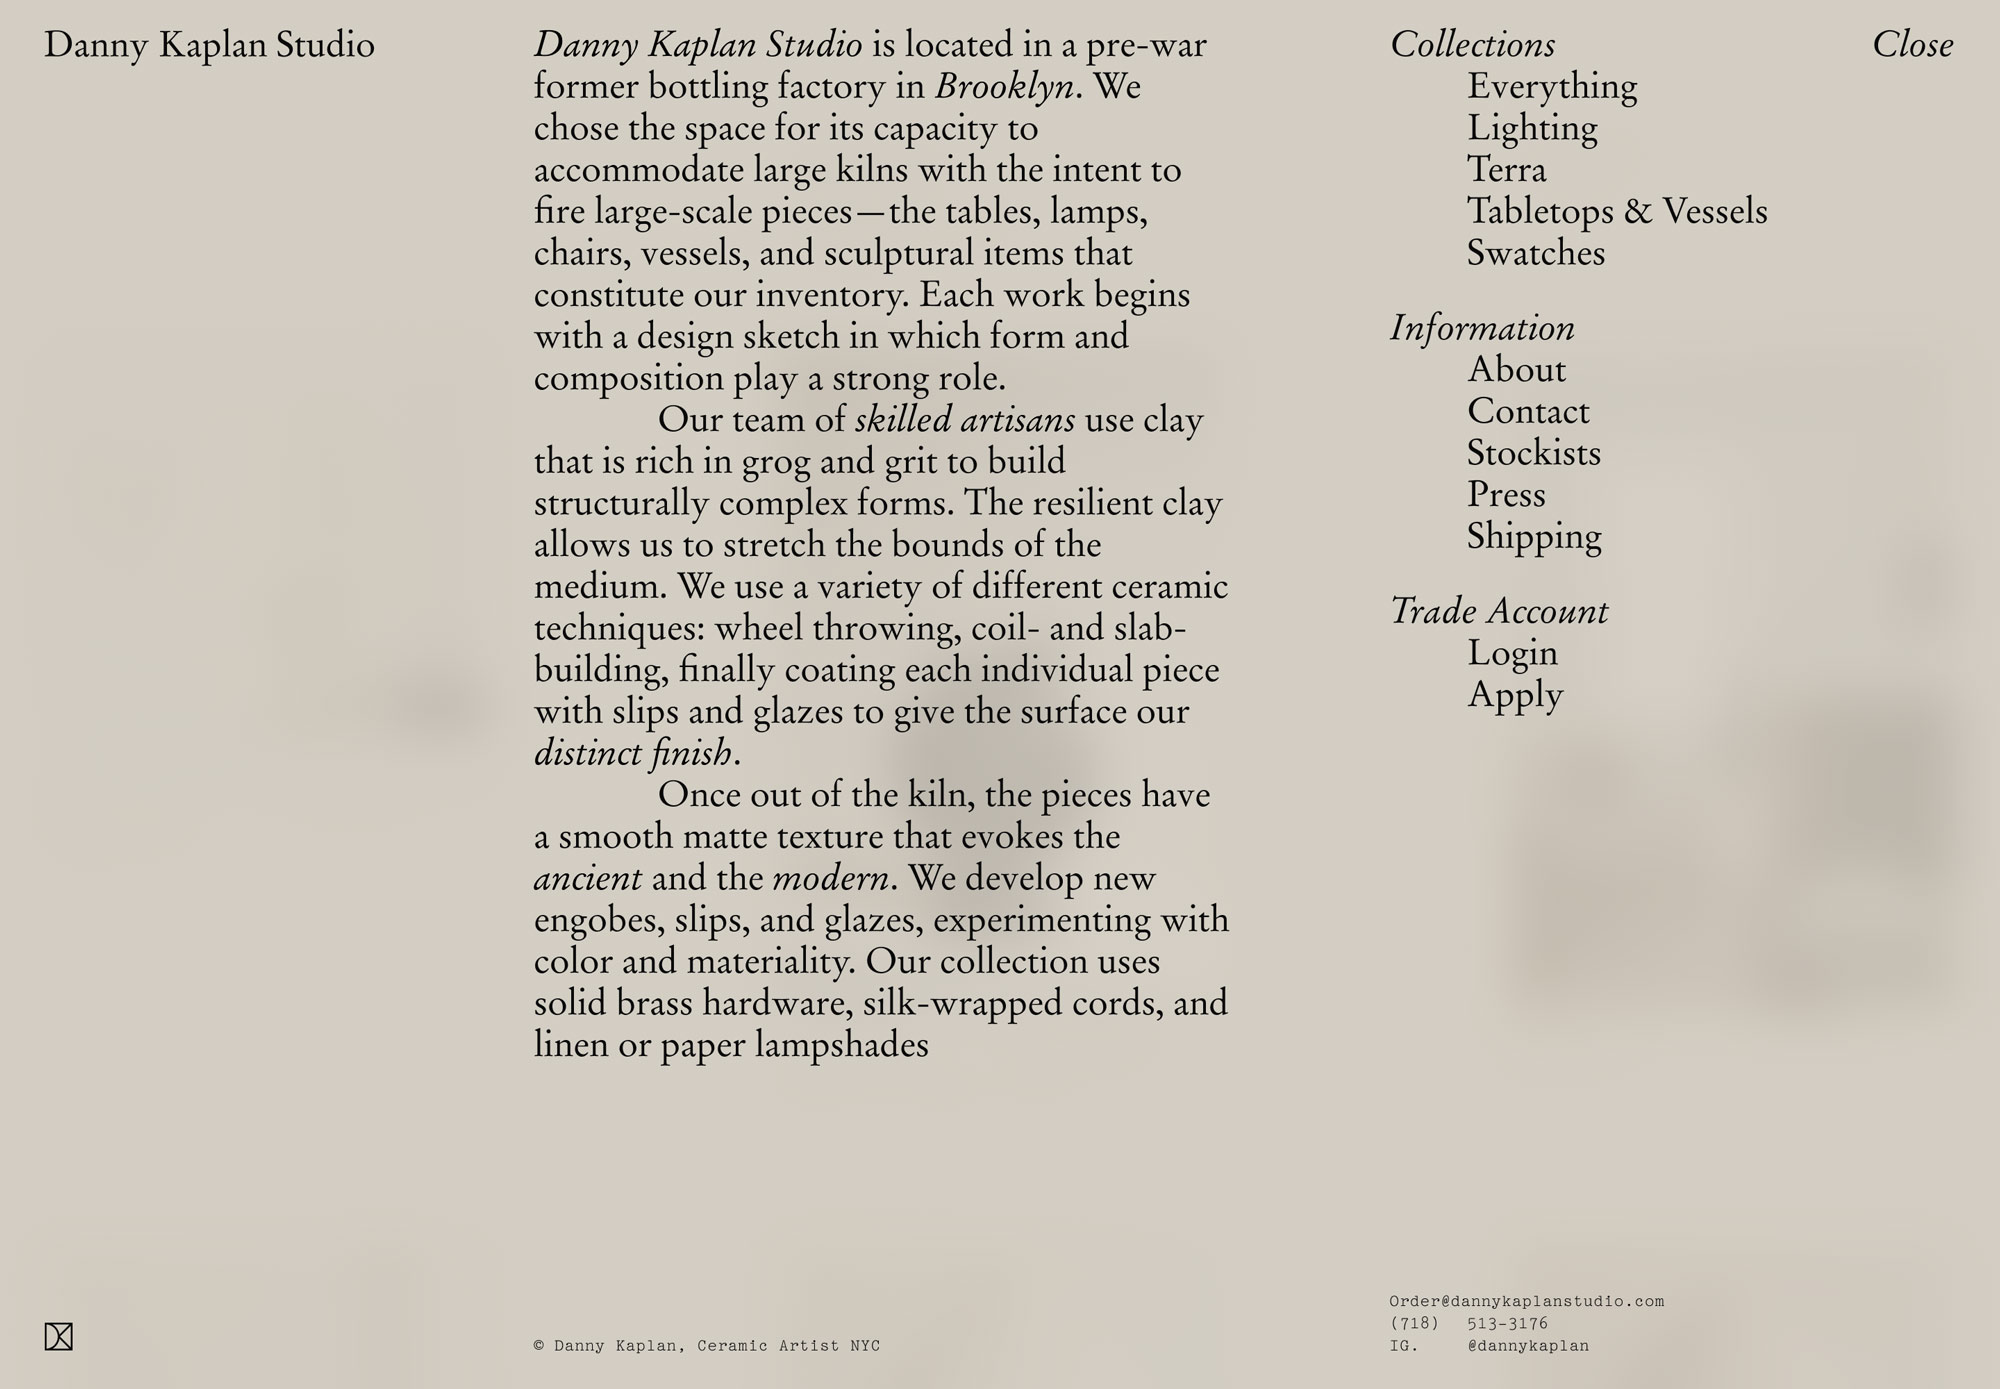 Danny Kaplan Studio
Danny Kaplan Studio is located in a pre-war
former bottling factory in Brooklyn. We
chose the space for its capacity to
accommodate large kilns with the intent to
fire large-scale pieces—the tables, lamps,
chairs, vessels, and sculptural items that
constitute our inventory. Each work begins
with a design sketch in which form and
composition play a strong role.
Our team of skilled artisans use clay
that is rich in grog and grit to build
structurally complex forms. The resilient clay
allows us to stretch the bounds of the
medium. We use a variety of different ceramic
techniques: wheel throwing, coil- and slab-
building, finally coating each individual piece
with slips and glazes to give the surface our
distinct finish.
Once out of the kiln, the pieces have
a smooth matte texture that evokes the
ancient and the modern. We develop new
engobes, slips, and glazes, experimenting with
color and materiality. Our collection uses
solid brass hardware, silk-wrapped cords, and
linen or paper lampshades
Collections
Everything
Lighting
Terra
Tabletops & Vessels
Swatches
Information
About
Contact
Stockists
Press
Shipping
Trade Account
Login
Apply
Close
© Danny Kaplan, Ceramic Artist NYC
Order@dannykaplanstudio.com
(718) 513-3176
IG. @dannykaplan